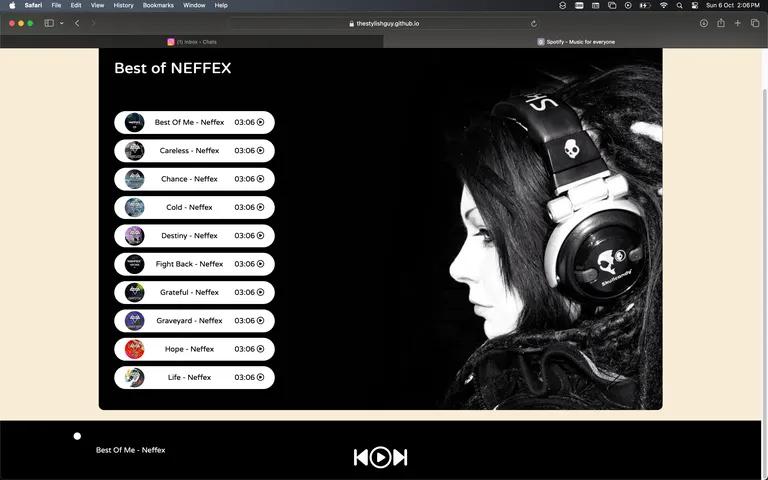 Safari File Edit View History Bookmarks Window Help Sun 6 Oct 2:06 PM
thestylishguy.github.io
(1) Inbox • Chats
Spotify - Music for everyone
Best of NEFFEX
Best Of Me - Neffex 03:06
Careless - Neffex 03:06
Chance - Neffex 03:06
Cold - Neffex 03:06
Destiny - Neffex 03:06
Fight Back - Neffex 03:06
Grateful - Neffex 03:06
Graveyard - Neffex 03:06
Hope - Neffex 03:06
Life - Neffex 03:06
Skullcandy
Best Of Me - Neffex